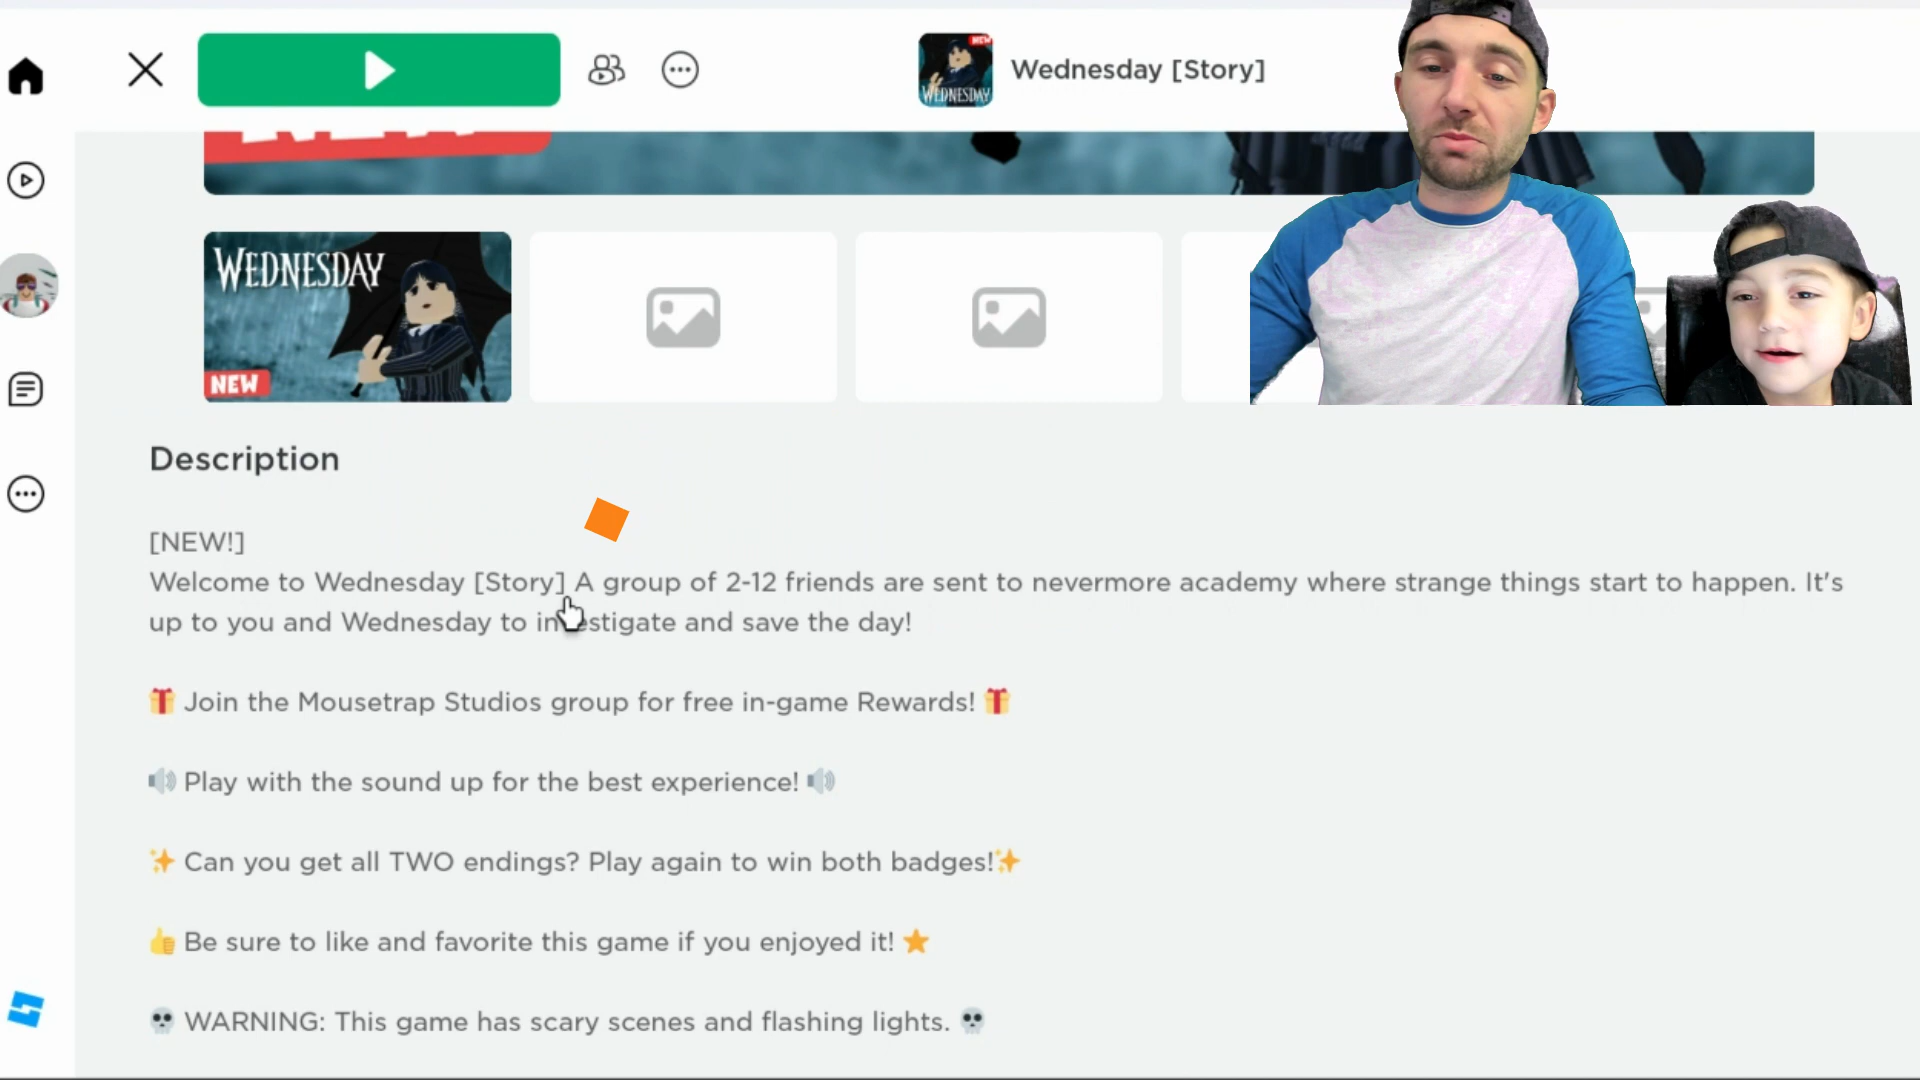 Wednesday [Story]
NEW
WEDNESDAY
WEDNESDAY
NEW
Description
[NEW!]
Welcome to Wednesday [Story] A group of 2-12 friends are sent to nevermore academy where strange things start to happen. It's
up to you and Wednesday to investigate and save the day!
🎁 Join the Mousetrap Studios group for free in-game Rewards! 🎁
🔊 Play with the sound up for the best experience! 🔊
✨ Can you get all TWO endings? Play again to win both badges!✨
👍 Be sure to like and favorite this game if you enjoyed it! ⭐
💀 WARNING: This game has scary scenes and flashing lights. 💀